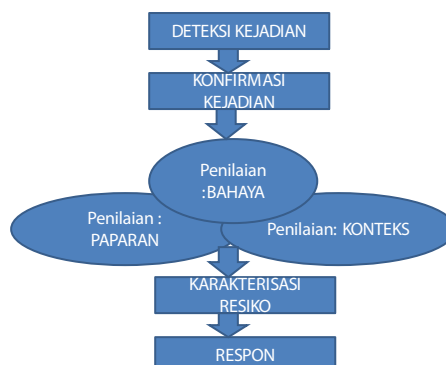 DETEKSI KEJADIAN
KONFIRMASI
KEJADIAN
Penilaian
:BAHAYA
Penilaian :
PAPARAN
Penilaian: KONTEKS
KARAKTERISASI
RESIKO
RESPON